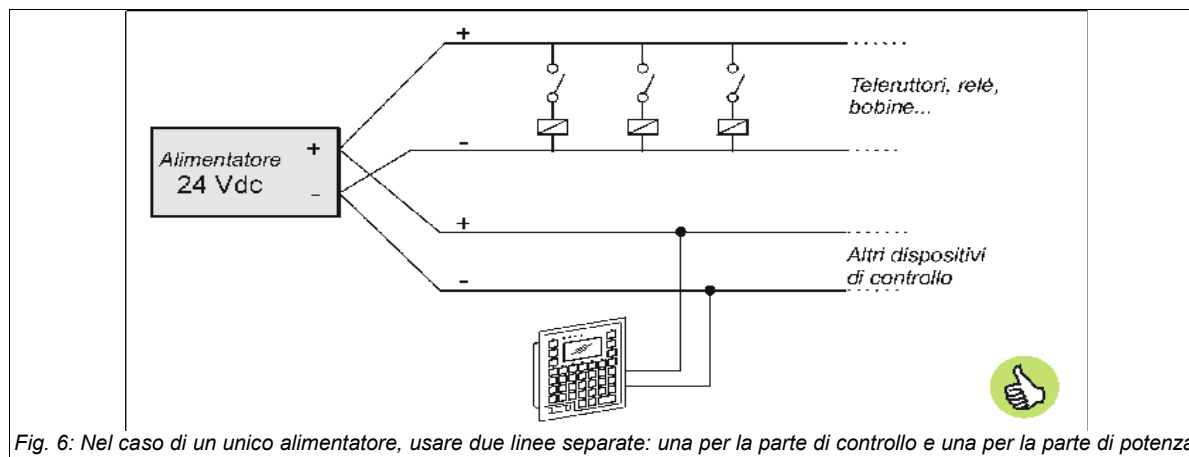 +
Teleruttori, relè,
bobine...
-
Alimentatore
24 Vdc
+
-
+
Altri dispositivi
di controllo
-
Fig. 6: Nel caso di un unico alimentatore, usare due linee separate: una per la parte di controllo e una per la parte di potenza